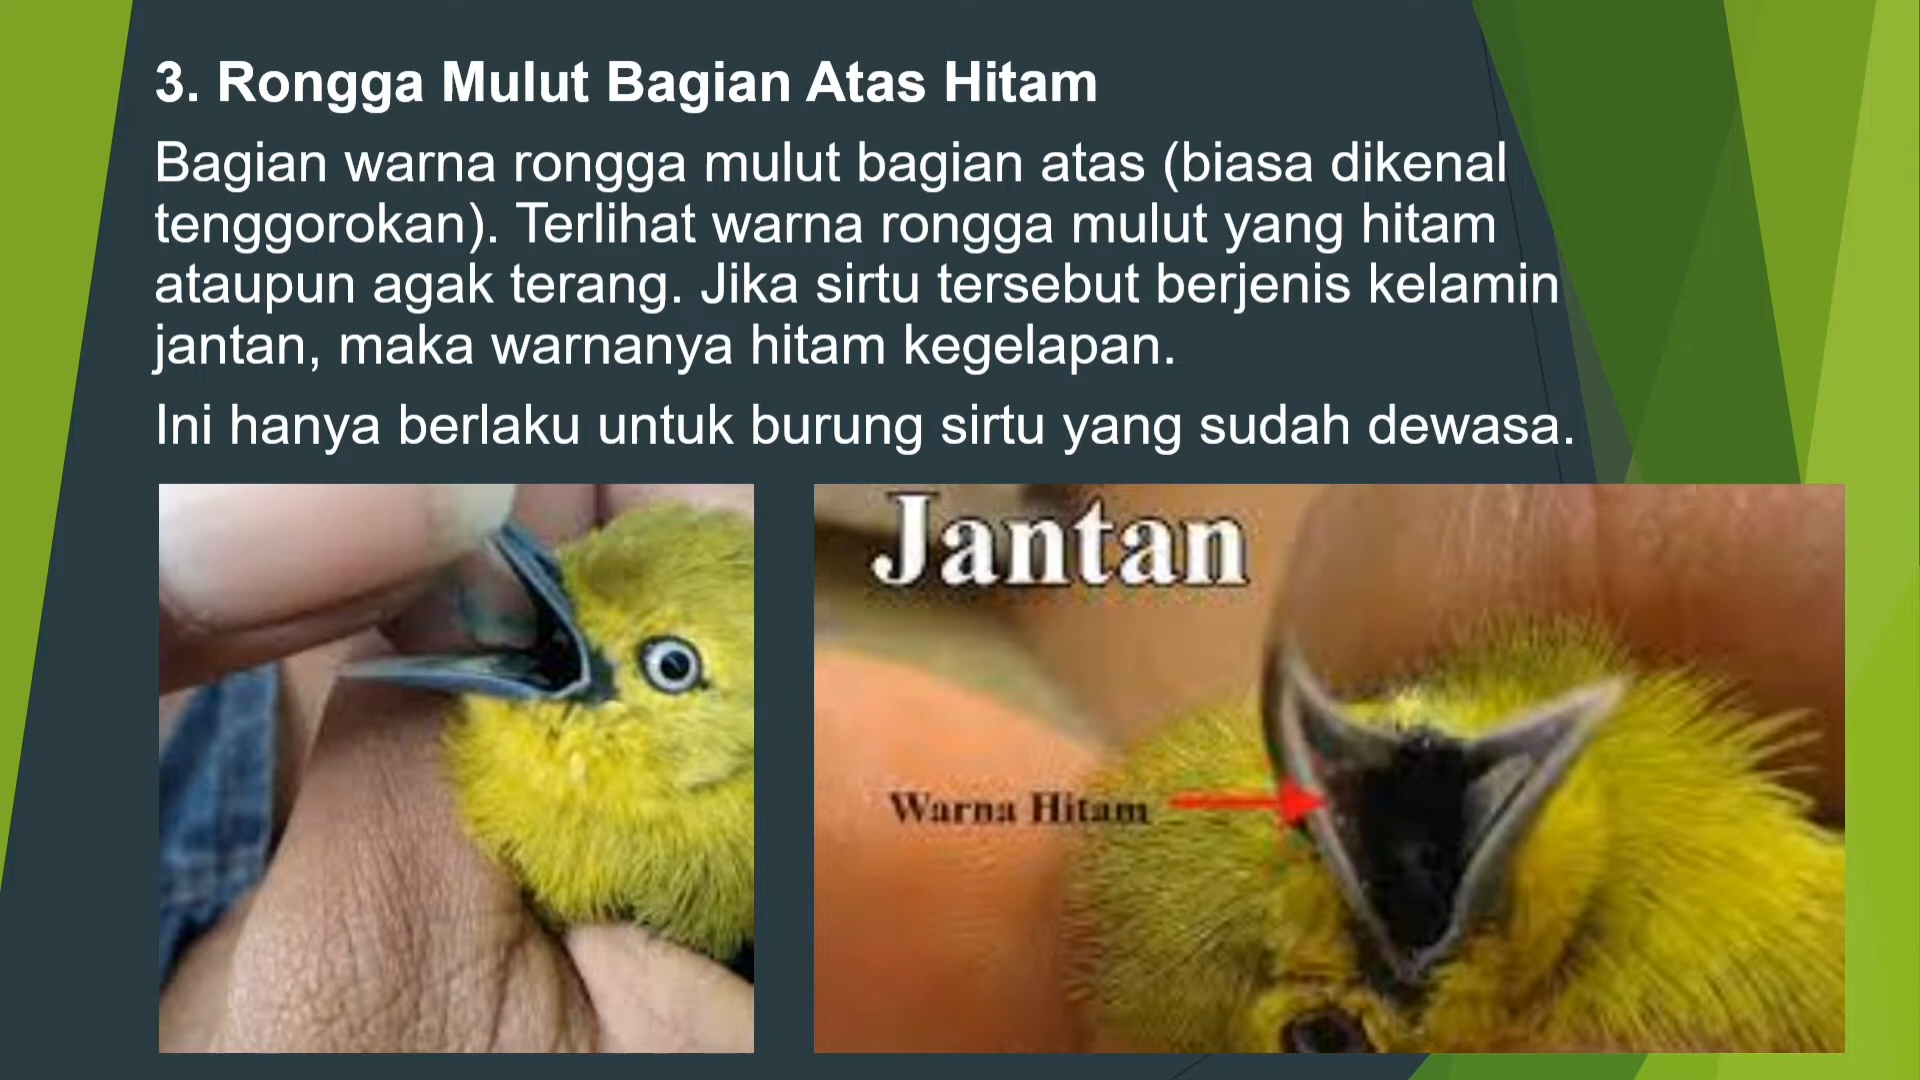 3. Rongga Mulut Bagian Atas Hitam
Bagian warna rongga mulut bagian atas (biasa dikenal
tenggorokan). Terlihat warna rongga mulut yang hitam
ataupun agak terang. Jika sirtu tersebut berjenis kelamin
jantan, maka warnanya hitam kegelapan.
Ini hanya berlaku untuk burung sirtu yang sudah dewasa.
Jantan
Warna Hitam